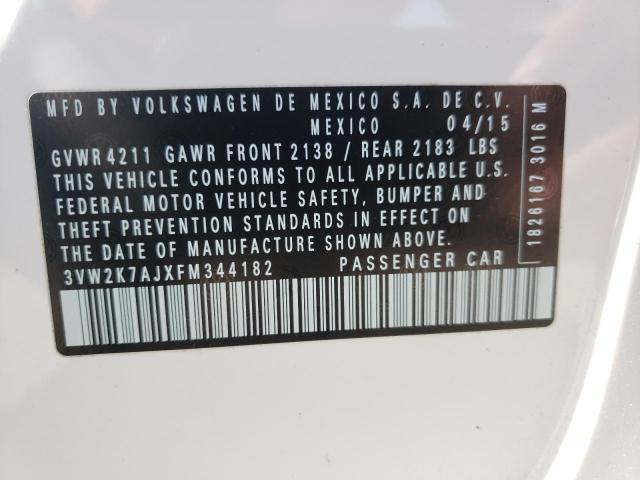 MFD BY VOLKSWAGEN DE MEXICO S.A. DE C.V.
MEXICO 04/15
GVWR 4211 GAWR FRONT 2138 / REAR 2183 LBS
THIS VEHICLE CONFORMS TO ALL APPLICABLE U.S.
FEDERAL MOTOR VEHICLE SAFETY, BUMPER AND
THEFT PREVENTION STANDARDS IN EFFECT ON
THE DATE OF MANUFACTURE SHOWN ABOVE.
3VW2K7AJXFM344182 PASSENGER CAR
1826167 3016 M